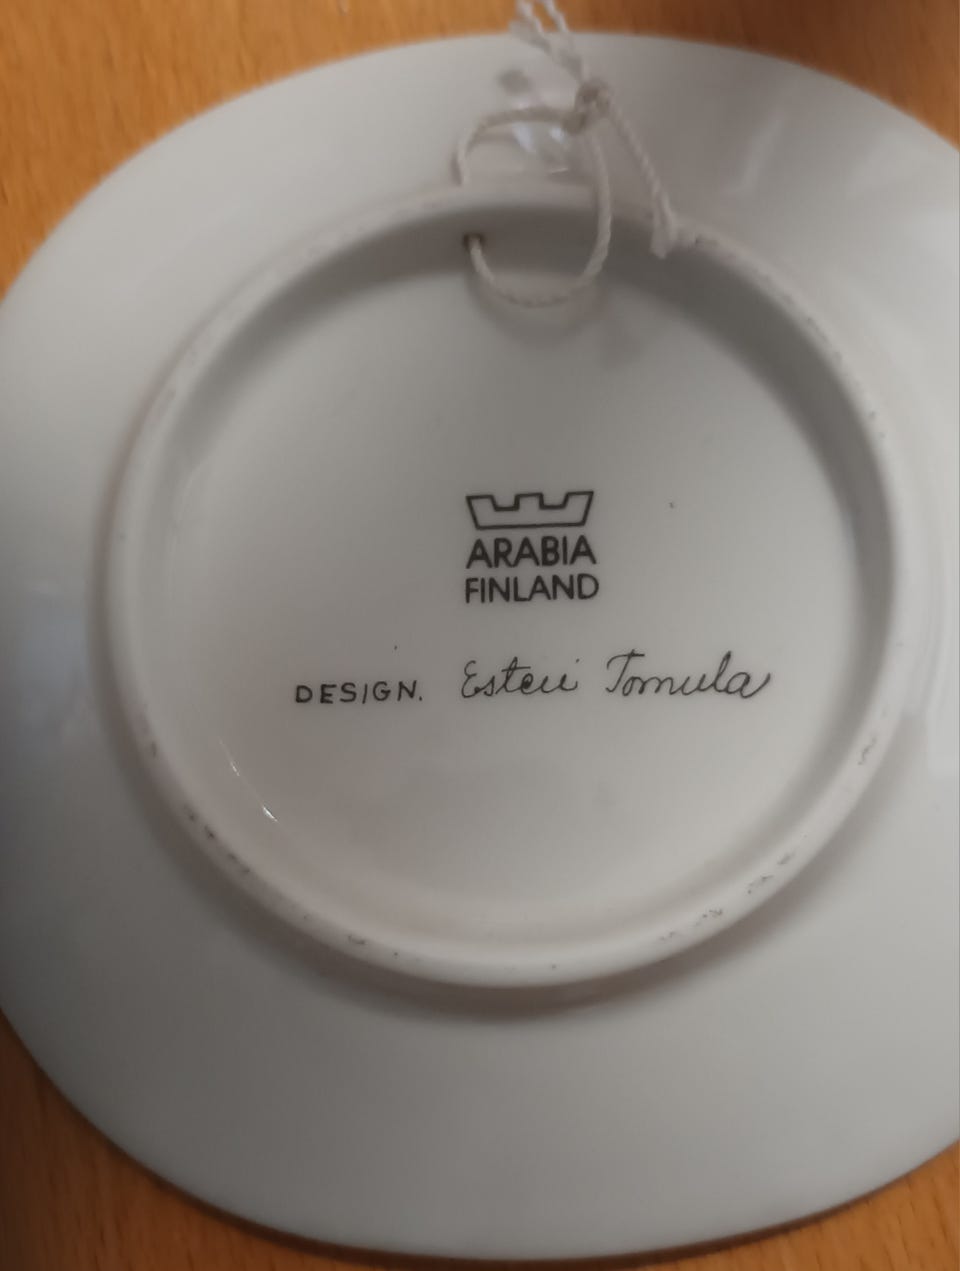 ARABIA
FINLAND
DESIGN. Esteri Tomula